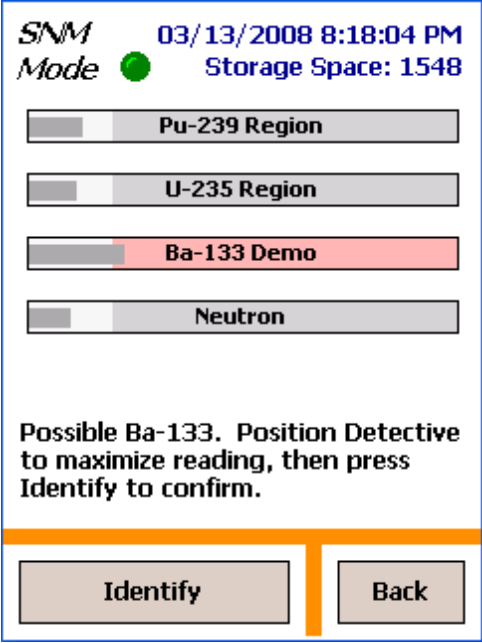 SNM 03/13/2008 8:18:04 PM
Mode Storage Space: 1548
Pu-239 Region
U-235 Region
Ba-133 Demo
Neutron
Possible Ba-133. Position Detective
to maximize reading, then press
Identify to confirm.
Identify Back